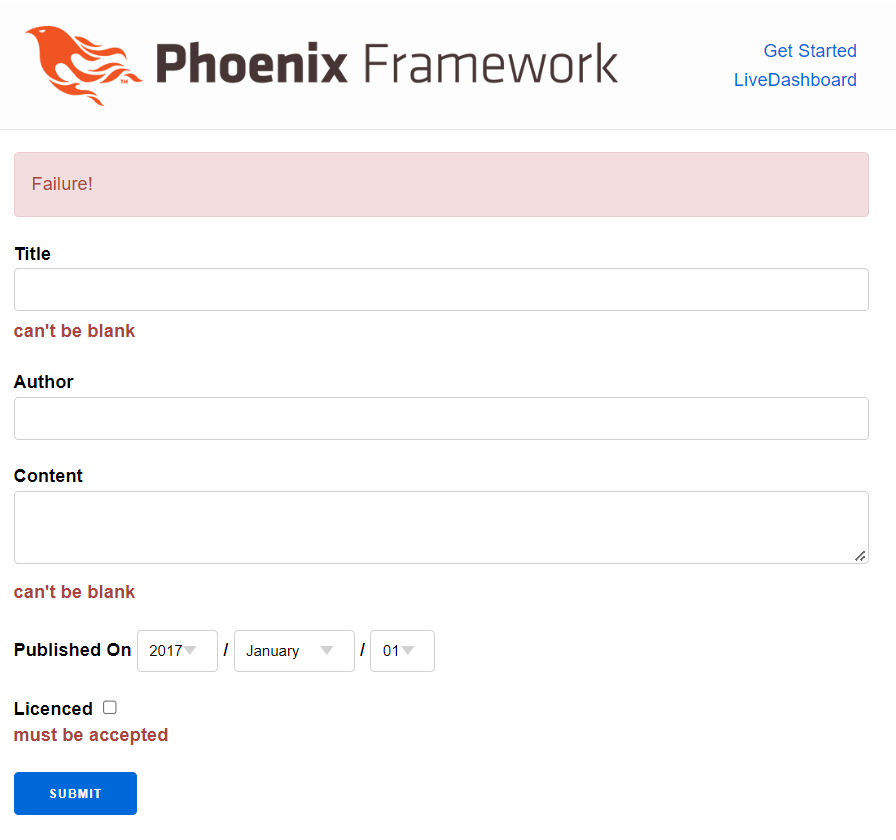 Phoenix Framework
TM
Get Started
LiveDashboard
Failure!
Title
can't be blank
Author
Content
can't be blank
Published On 2017 / January / 01
Licenced
must be accepted
SUBMIT